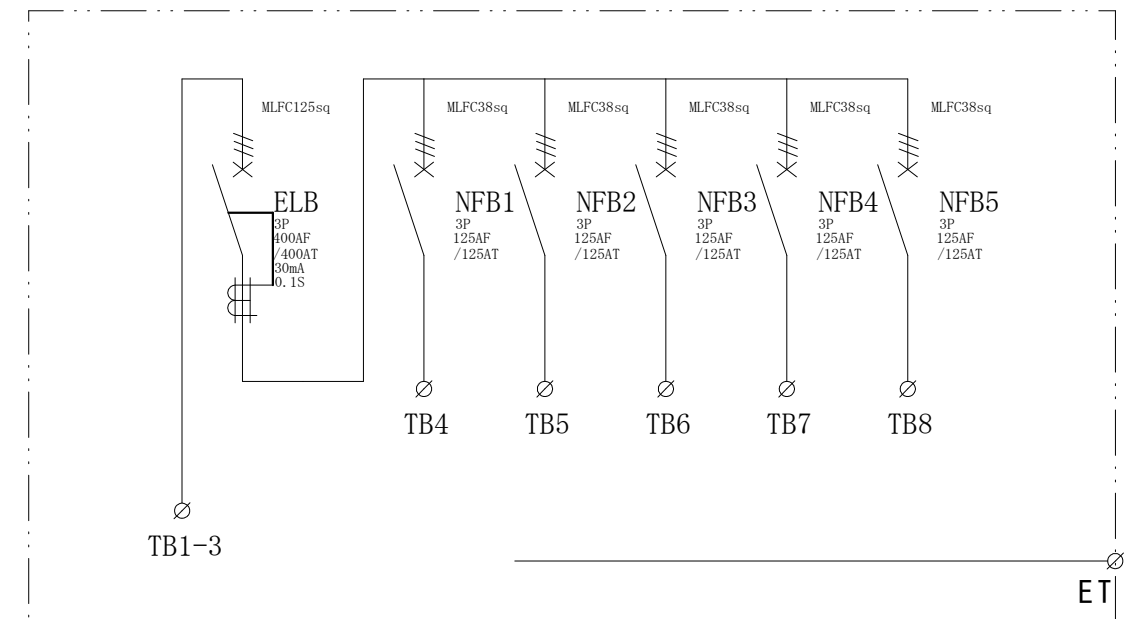 MLFC125sq
MLFC38sq
MLFC38sq
MLFC38sq
MLFC38sq
MLFC38sq
ELB
3P
400AF
/400AT
30mA
0.1S
NFB1
3P
125AF
/125AT
NFB2
3P
125AF
/125AT
NFB3
3P
125AF
/125AT
NFB4
3P
125AF
/125AT
NFB5
3P
125AF
/125AT
TB4
TB5
TB6
TB7
TB8
TB1-3
ET